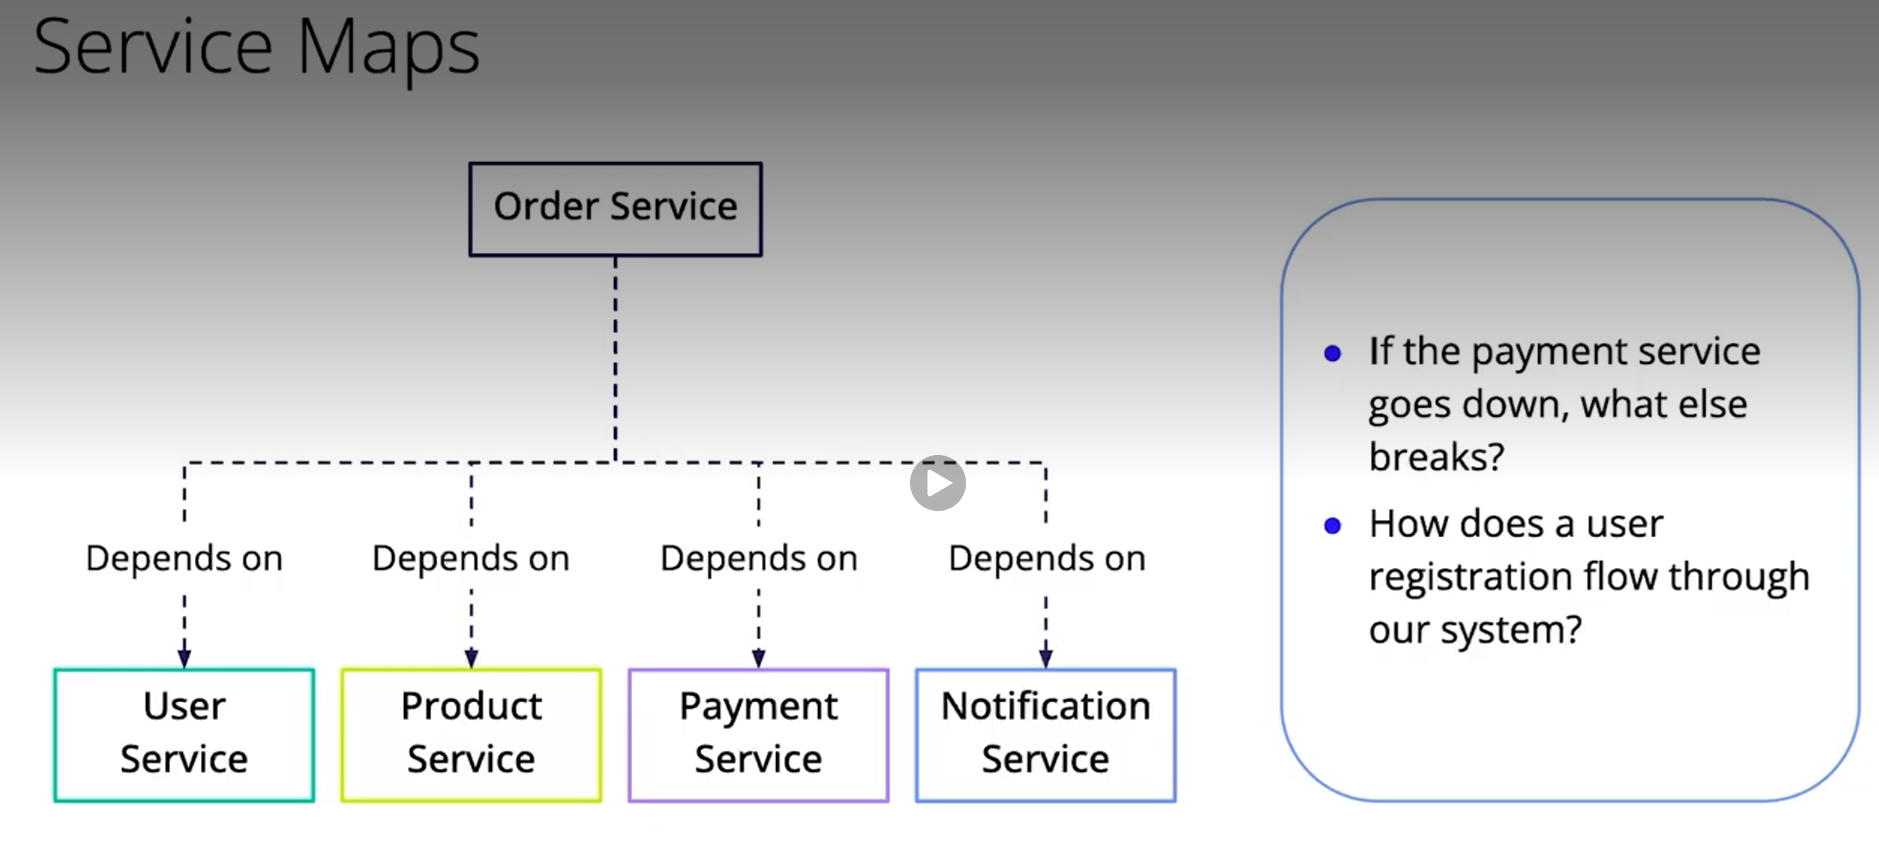 Service Maps
Order Service
Depends on
Depends on
Depends on
Depends on
User
Service
Product
Service
Payment
Service
Notification
Service
If the payment service
goes down, what else
breaks?
How does a user
registration flow through
our system?